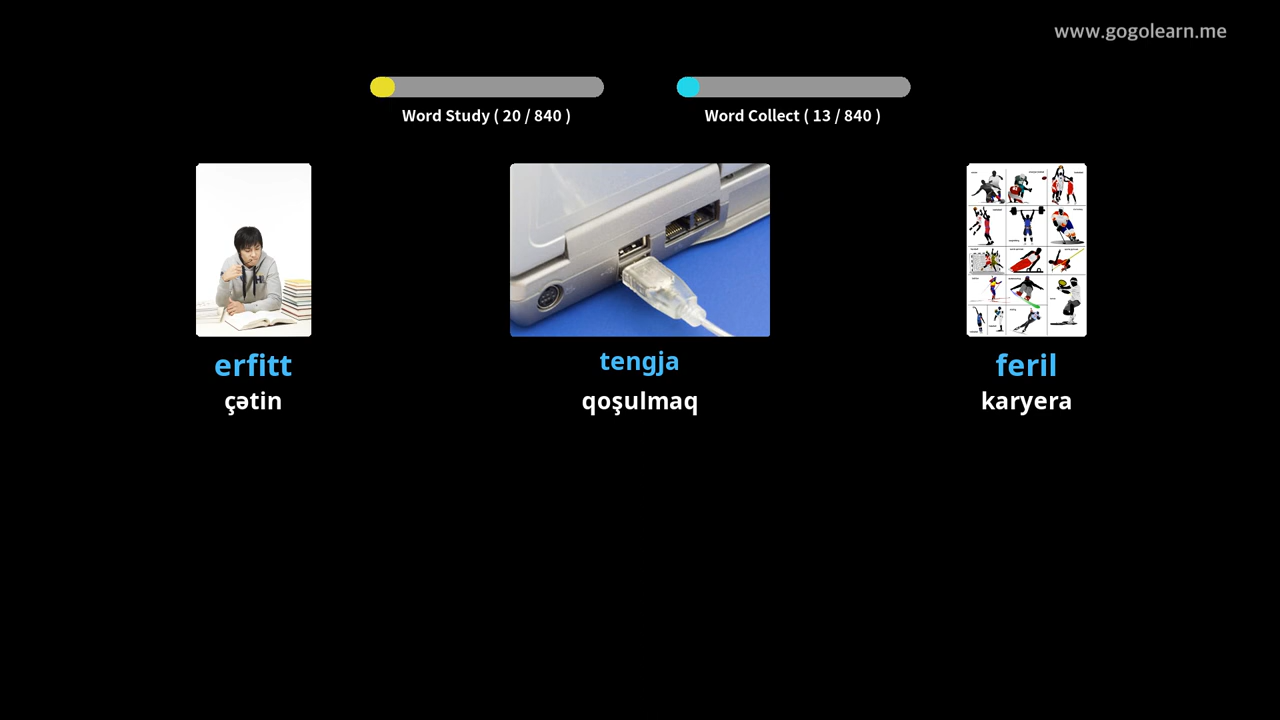 www.gogolearn.me
Word Study ( 20 / 840 )
Word Collect ( 13 / 840 )
erfitt
tengja
feril
çətin
qoşulmaq
karyera